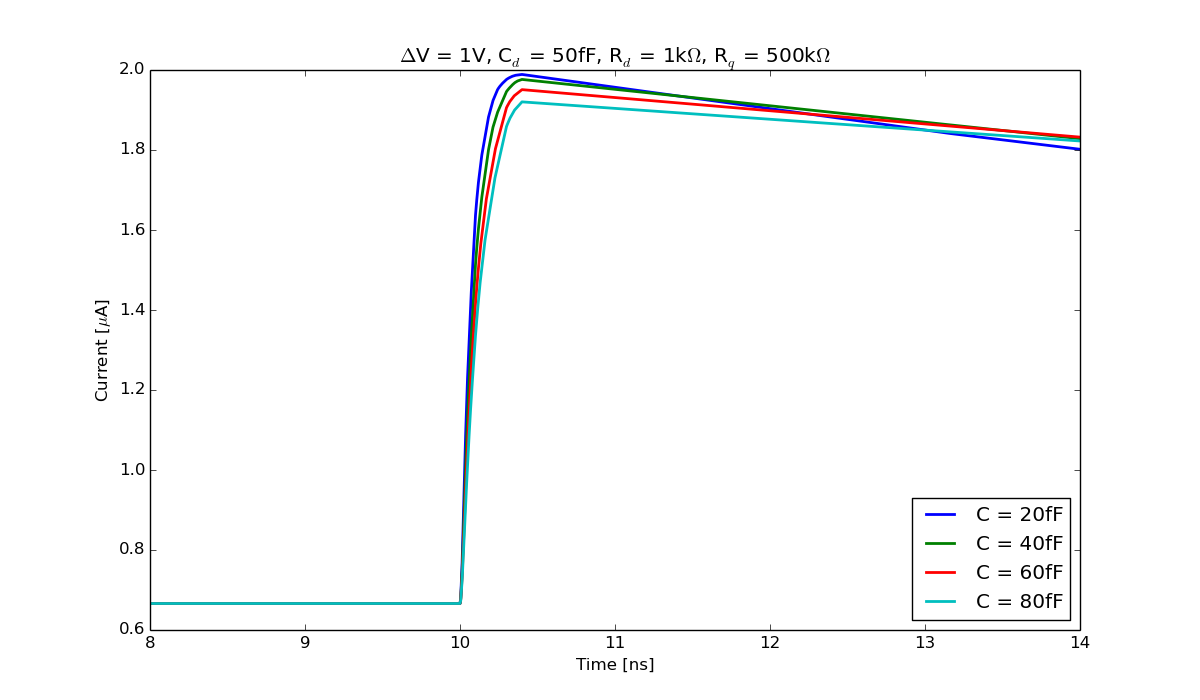 ΔV = 1V, C_d = 50fF, R_d = 1kΩ, R_q = 500kΩ
2.0
1.8
1.6
1.4
1.2
1.0
0.8
0.6
Current [μA]
8
9
10
11
12
13
14
Time [ns]
C = 20fF
C = 40fF
C = 60fF
C = 80fF